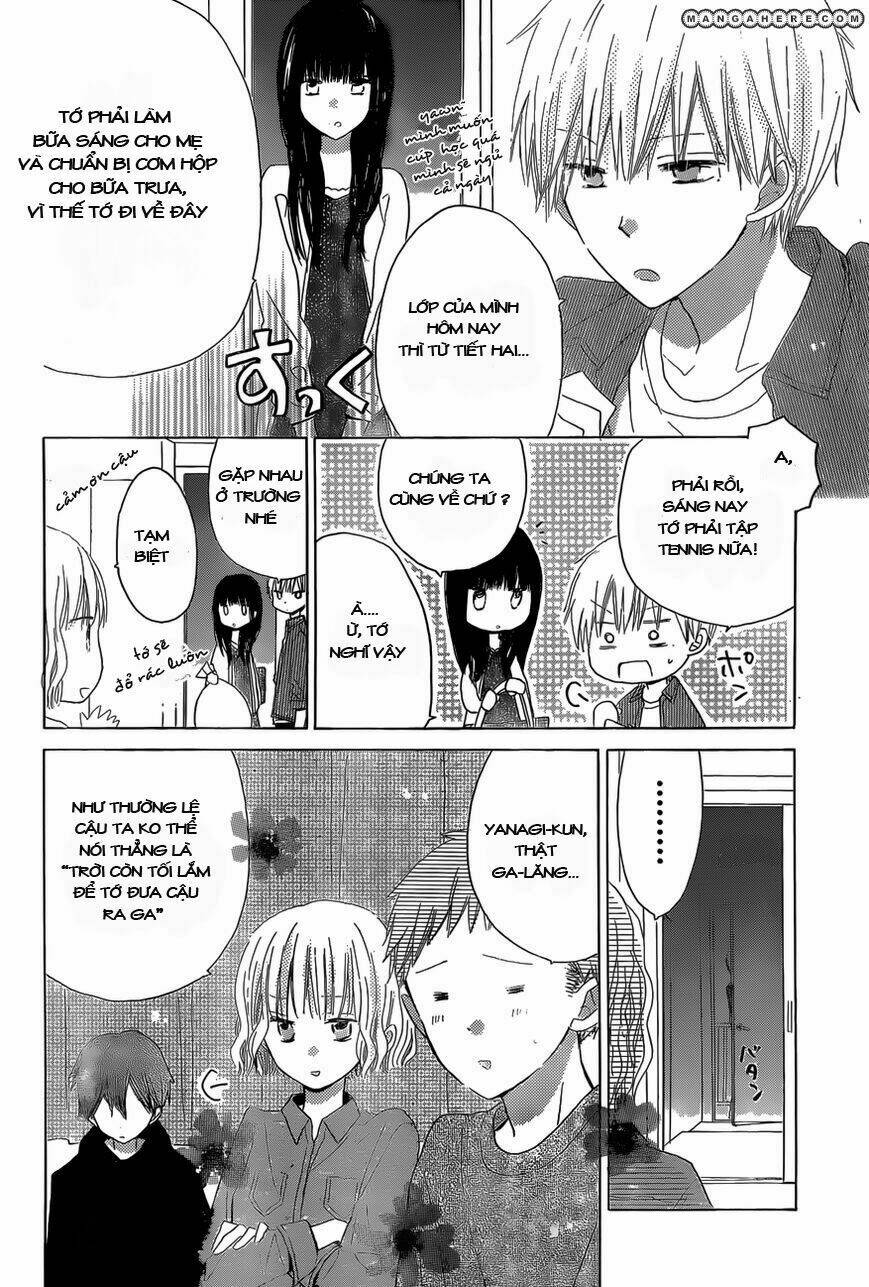 MANGAHERE.COM
TỚ PHẢI LÀM
BỮA SÁNG CHO MẸ
VÀ CHUẨN BỊ CƠM HỘP
CHO BỮA TRƯA,
VÌ THẾ TỚ ĐI VỀ ĐÂY
yawn~
mình muốn
cúp học quá
mình sẽ ngủ
cả ngày
LỚP CỦA MÌNH
HÔM NAY
THÌ TỪ TIẾT HAI...
すっく
A,
PHẢI RỒI,
SÁNG NAY
TỚ PHẢI TẬP
TENNIS NỮA!
ポン
CHÚNG TA
CÙNG VỀ CHỨ ?
À....
Ừ, TỚ
NGHĨ VẬY
GẶP NHAU
Ở TRƯỜNG
NHÉ
TẠM
BIỆT
cảm ơn cậu
tớ sẽ
đổ rác luôn
.........
バタン
YANAGI-KUN,
THẬT
GA-LĂNG...
NHƯ THƯỜNG LỆ
CẬU TA KO THỂ
NÓI THẲNG LÀ
"TRỜI CÒN TỐI LẮM
ĐỂ TỚ ĐƯA CẬU
RA GA"